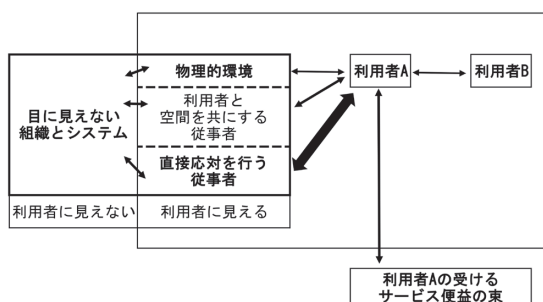 物理的環境
利用者A
利用者B
目に見えない
組織とシステム
利用者と
空間を共にする
従事者
直接応対を行う
従事者
利用者に見えない
利用者に見える
利用者Aの受ける
サービス便益の束